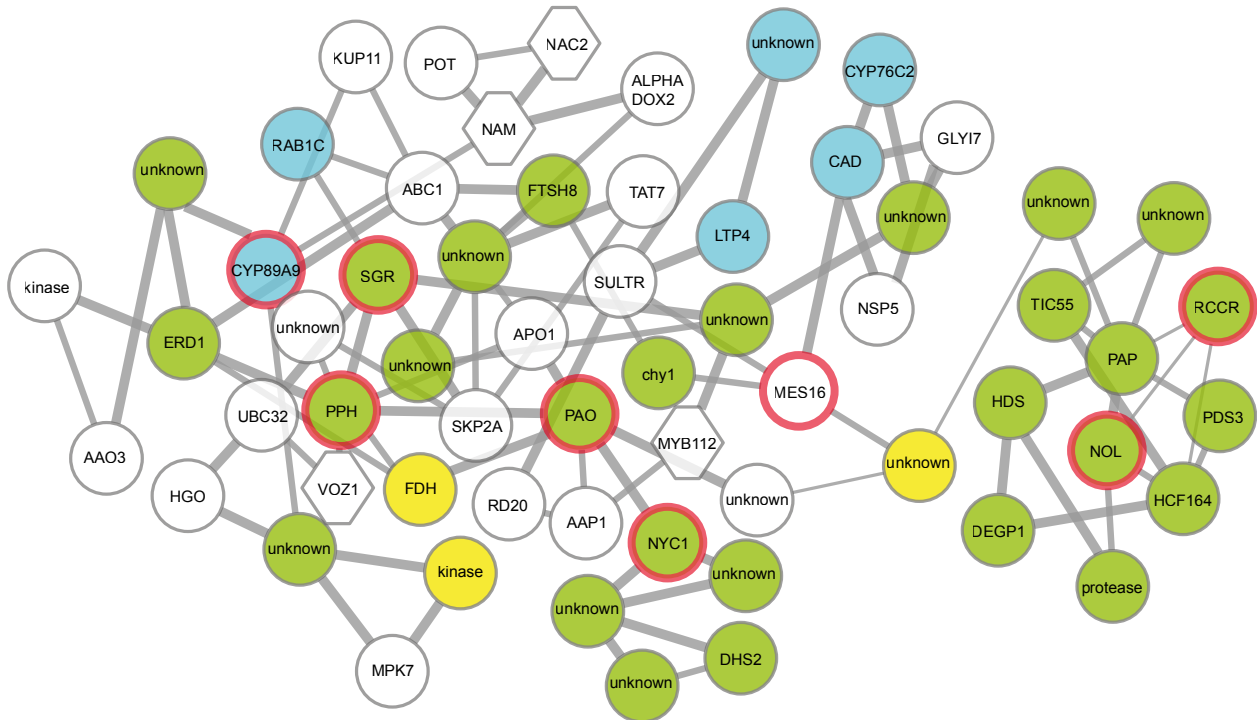 unknown
NAC2
KUP11
POT
CYP76C2
ALPHA
DOX2
NAM
GLYI7
RAB1C
CAD
unknown
ABC1
FTSH8
TAT7
unknown
unknown
unknown
LTP4
unknown
CYP89A9
SGR
SULTR
kinase
TIC55
RCCR
NSP5
unknown
unknown
APO1
ERD1
PAP
unknown
chy1
MES16
HDS
PPH
PAO
UBC32
SKP2A
PDS3
MYB112
NOL
AAO3
unknown
VOZ1
FDH
HGO
RD20
unknown
HCF164
AAP1
DEGP1
NYC1
unknown
kinase
unknown
protease
unknown
DHS2
MPK7
unknown